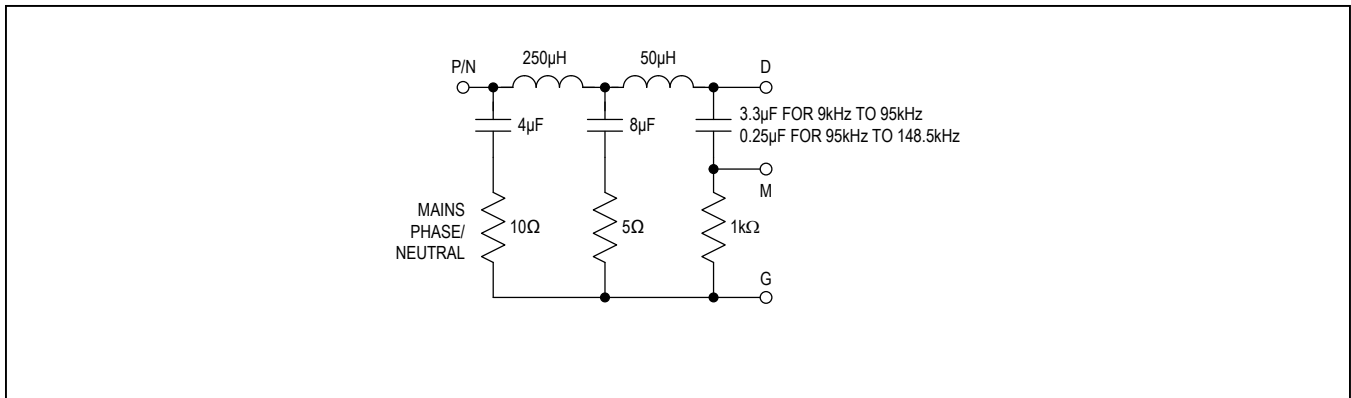 P/N
250µH
50µH
D
4µF
8µF
3.3µF FOR 9kHz TO 95kHz
0.25µF FOR 95kHz TO 148.5kHz
M
MAINS
PHASE/
NEUTRAL
10Ω
5Ω
1kΩ
G